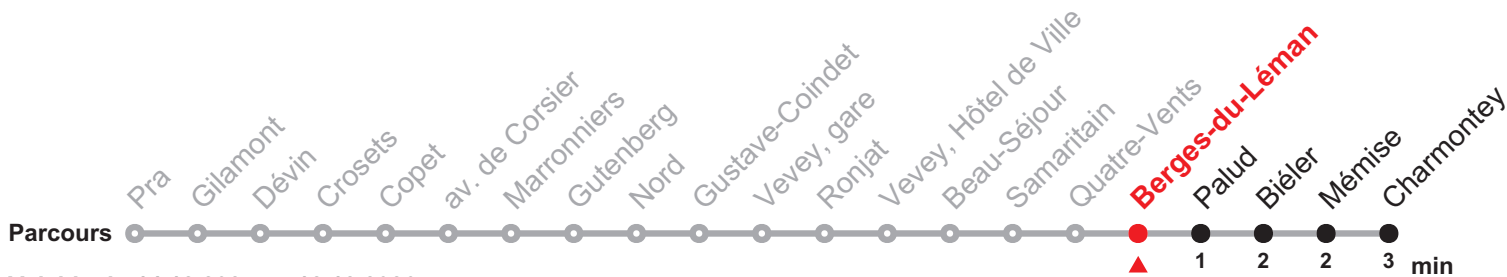 Pra
Gilamont
Dévin
Crosets
Copet
av. de Corsier
Marronniers
Gutenberg
Nord
Gustave-Coindet
Vevey, gare
Ronjat
Vevey, Hôtel de Ville
Beau-Séjour
Samaritain
Quatre-Vents
Berges-du-Léman
Palud
Biéler
Mémise
Charmontey
Parcours
1 2 2 3 min